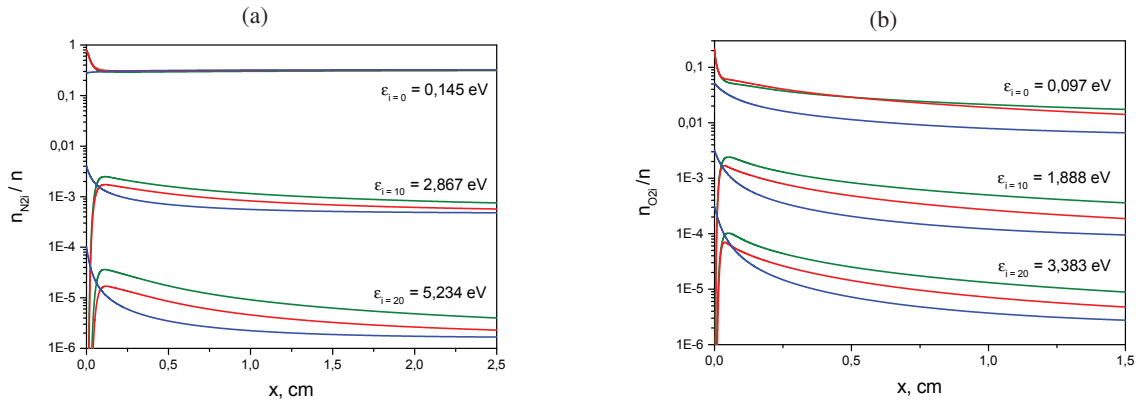 (a)
1
0,1
0,01
1E-3
1E-4
1E-5
1E-6
n_N2i / n
ε_i=0 = 0,145 eV
ε_i=10 = 2,867 eV
ε_i=20 = 5,234 eV
0,0 0,5 1,0 1,5 2,0 2,5
x, cm
(b)
0,1
0,01
1E-3
1E-4
1E-5
1E-6
n_O2i/n
ε_i=0 = 0,097 eV
ε_i=10 = 1,888 eV
ε_i=20 = 3,383 eV
0,0 0,5 1,0 1,5
x, cm